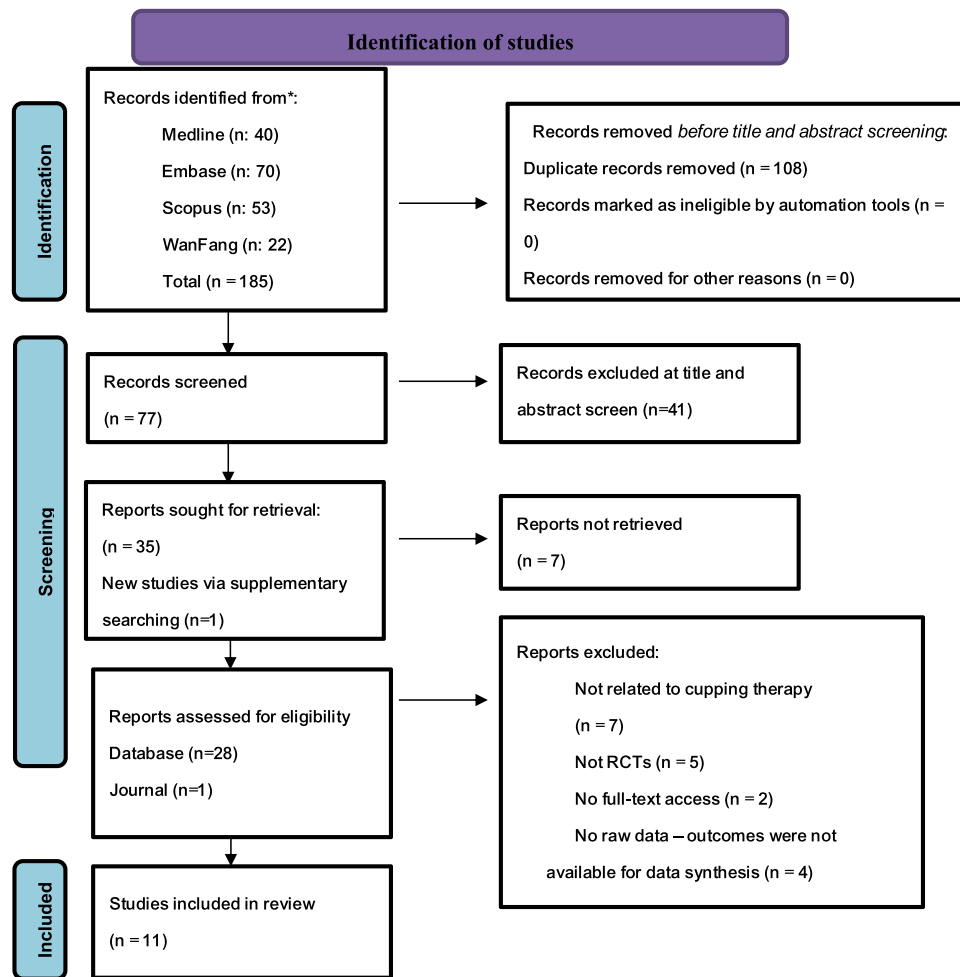 Identification of studies
Identification
Records identified from*:
Medline (n: 40)
Embase (n: 70)
Scopus (n: 53)
WanFang (n: 22)
Total (n = 185)
Records removed before title and abstract screening:
Duplicate records removed (n = 108)
Records marked as ineligible by automation tools (n =
0)
Records removed for other reasons (n = 0)
Screening
Records screened
(n = 77)
Records excluded at title and
abstract screen (n=41)
Reports sought for retrieval:
(n = 35)
New studies via supplementary
searching (n=1)
Reports not retrieved
(n = 7)
Reports assessed for eligibility
Database (n=28)
Journal (n=1)
Reports excluded:
Not related to cupping therapy
(n = 7)
Not RCTs (n = 5)
No full-text access (n = 2)
No raw data – outcomes were not
available for data synthesis (n = 4)
Included
Studies included in review
(n = 11)